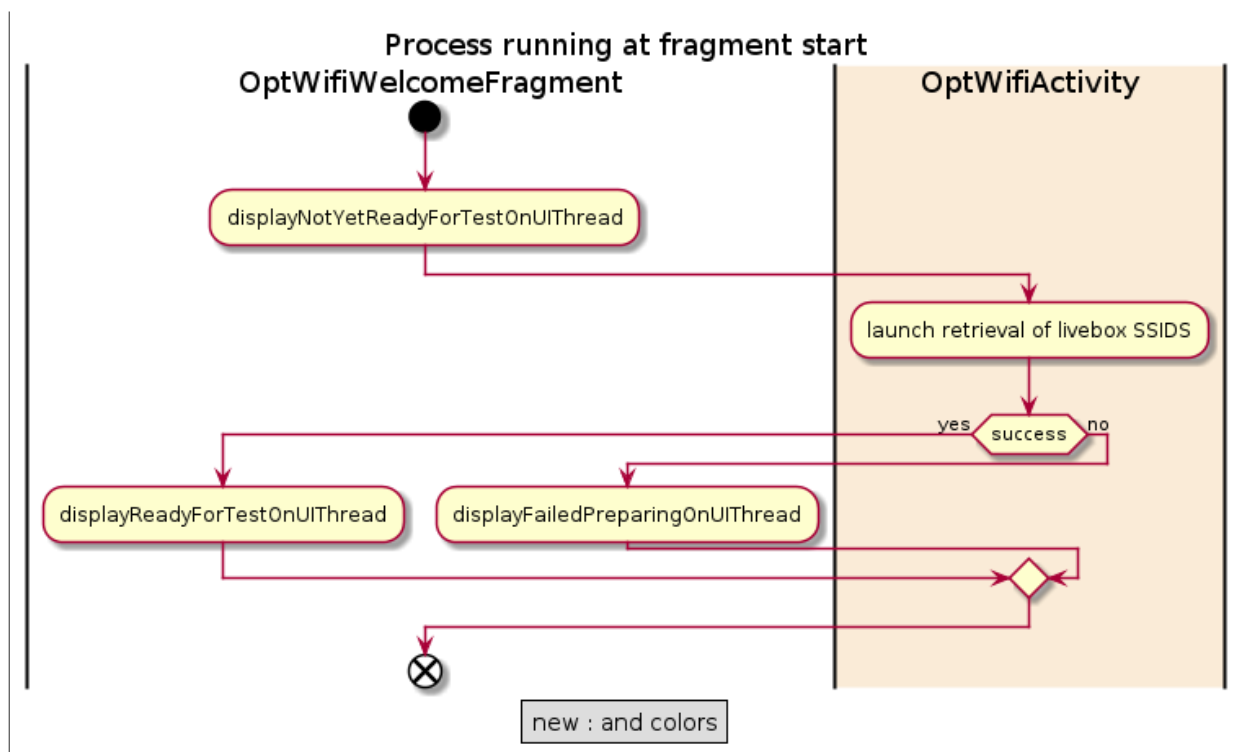 Process running at fragment start
OptWifiWelcomeFragment
OptWifiActivity
displayNotYetReadyForTestOnUIThread
launch retrieval of livebox SSIDS
yes
success
no
displayReadyForTestOnUIThread
displayFailedPreparingOnUIThread
new : and colors